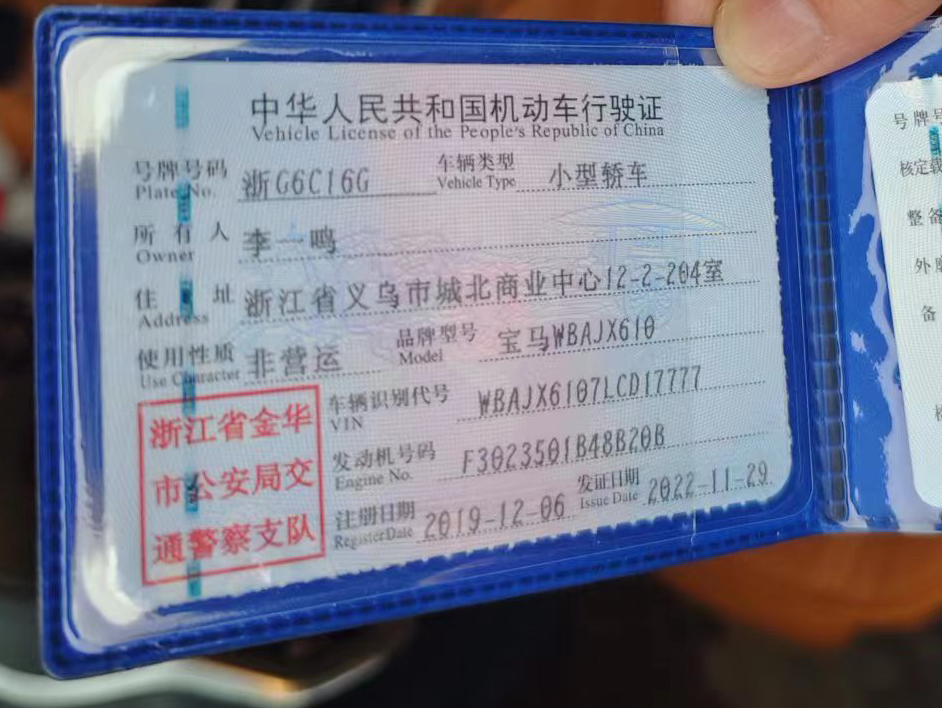 中华人民共和国机动车行驶证
Vehicle License of the People's Republic of China
号牌号码 Plate No. 浙G6C16G 车辆类型 Vehicle Type 小型轿车
所有人 Owner 李一鸣
住址 Address 浙江省义乌市城北商业中心12-2-204室
使用性质 Use Character 非营运 品牌型号 Model 宝马WBAJX610
车辆识别代号 VIN WBAJX6107LCD17777
发动机号码 Engine No. F3023501B48B20B
注册日期 Register Date 2019-12-06 发证日期 Issue Date 2022-11-29
浙江省金华
市公安局交
通警察支队
号牌号
核定载
整备
外廓
备